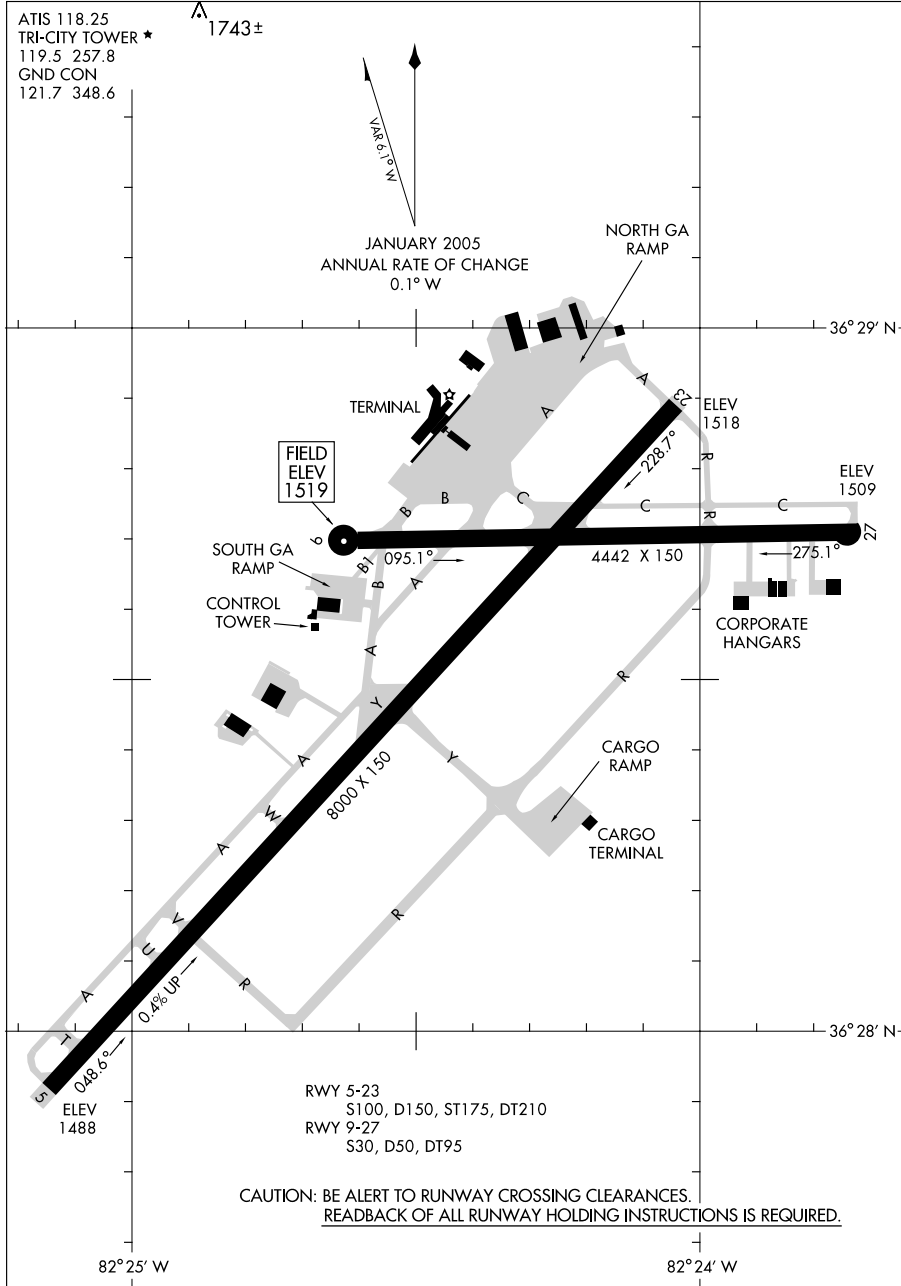 ATIS 118.25
TRI-CITY TOWER ★
119.5 257.8
GND CON
121.7 348.6
1743±
VAR 6.1° W
JANUARY 2005
ANNUAL RATE OF CHANGE
0.1° W
NORTH GA
RAMP
36° 29' N
A
23
ELEV
1518
TERMINAL
A
228.7°
R
FIELD
ELEV
1519
ELEV
1509
B
B
C
C
C
R
9
27
095.1°
4442 X 150
275.1°
SOUTH GA
RAMP
B1
B
A
CONTROL
TOWER
CORPORATE
HANGARS
A
R
Y
Y
A
8000 X 150
CARGO
RAMP
W
A
CARGO
TERMINAL
V
R
U
R
A
0.4% UP
T
048.6°
36° 28' N
5
ELEV
1488
RWY 5-23
S100, D150, ST175, DT210
RWY 9-27
S30, D50, DT95
CAUTION: BE ALERT TO RUNWAY CROSSING CLEARANCES.
READBACK OF ALL RUNWAY HOLDING INSTRUCTIONS IS REQUIRED.
82° 25' W
82° 24' W